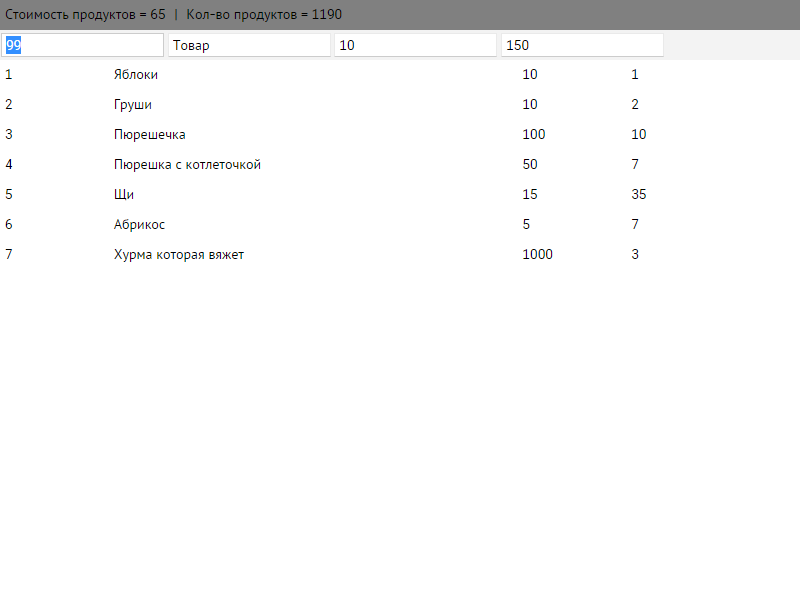 Стоимость продуктов = 65 | Кол-во продуктов = 1190
99 Товар 10 150
1 Яблоки 10 1
2 Груши 10 2
3 Пюрешечка 100 10
4 Пюрешка с котлеточкой 50 7
5 Щи 15 35
6 Абрикос 5 7
7 Хурма которая вяжет 1000 3